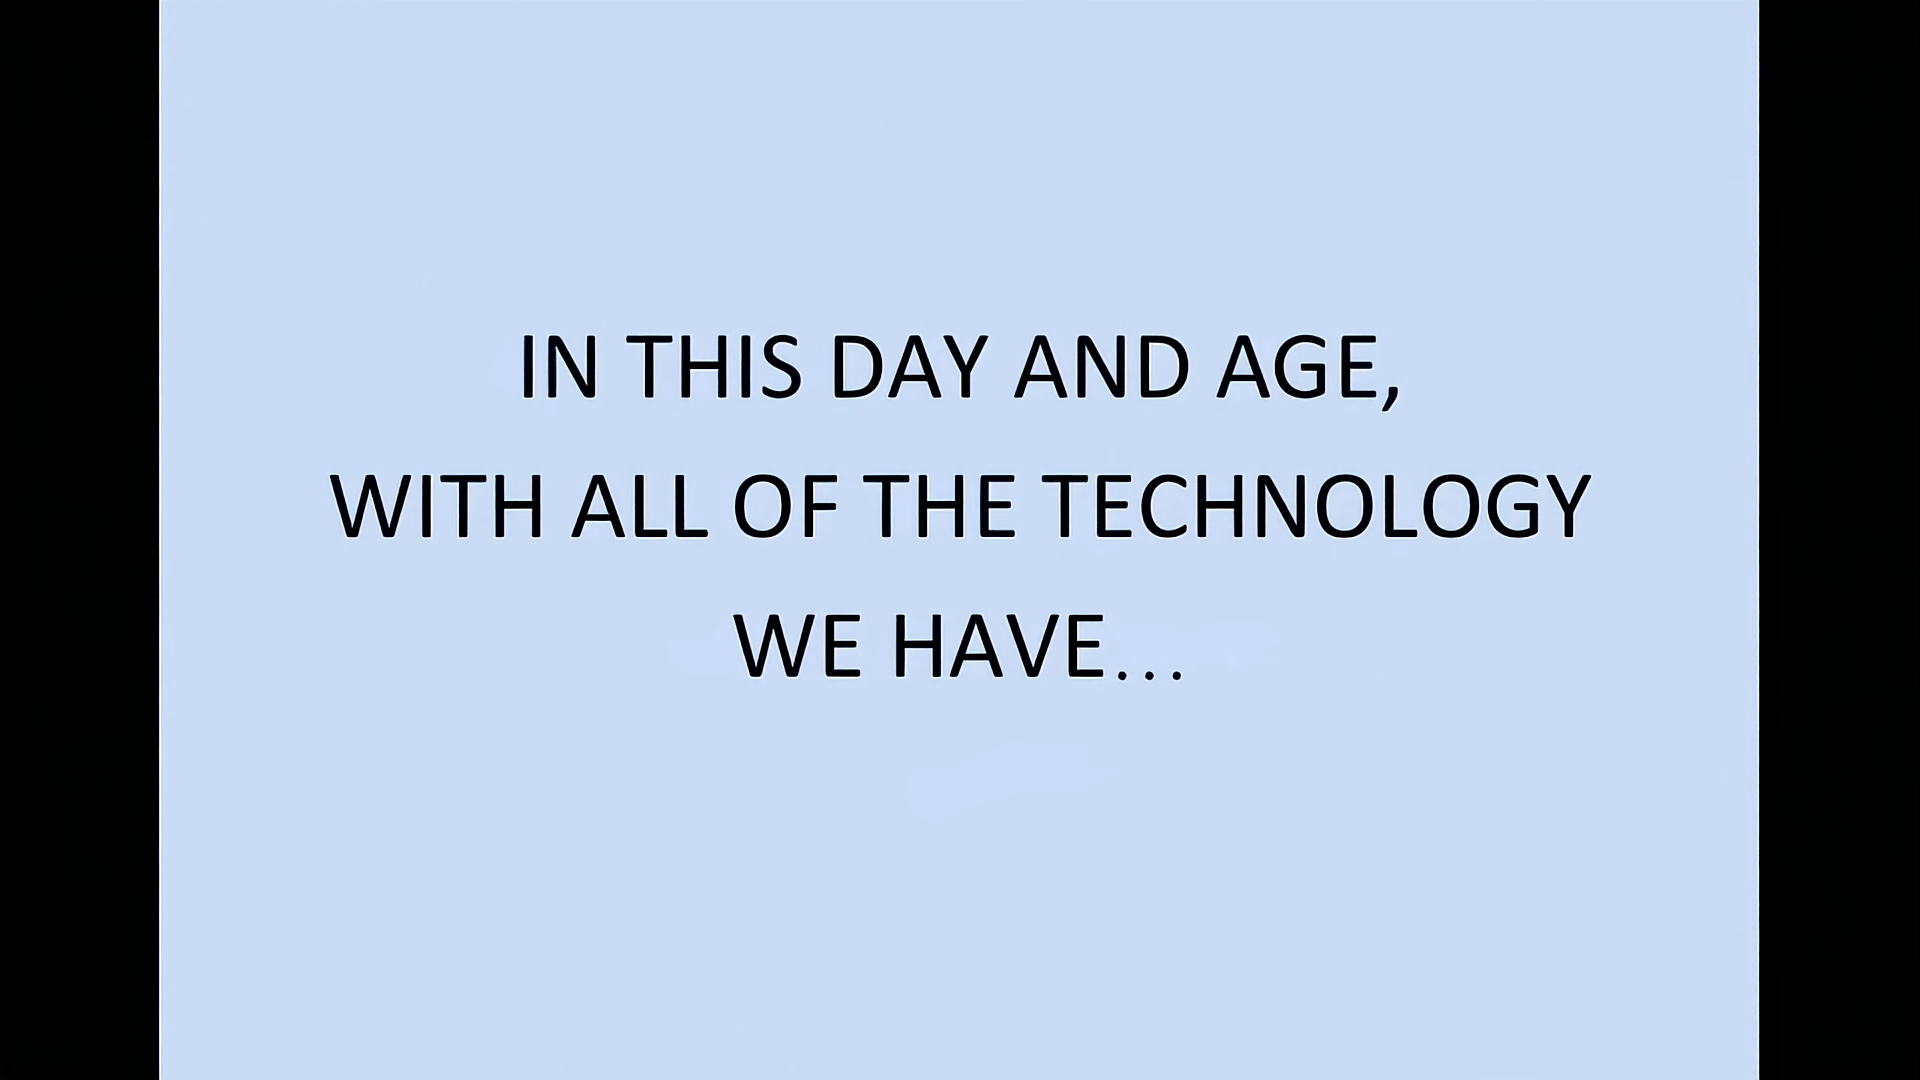 IN THIS DAY AND AGE,
WITH ALL OF THE TECHNOLOGY
WE HAVE…